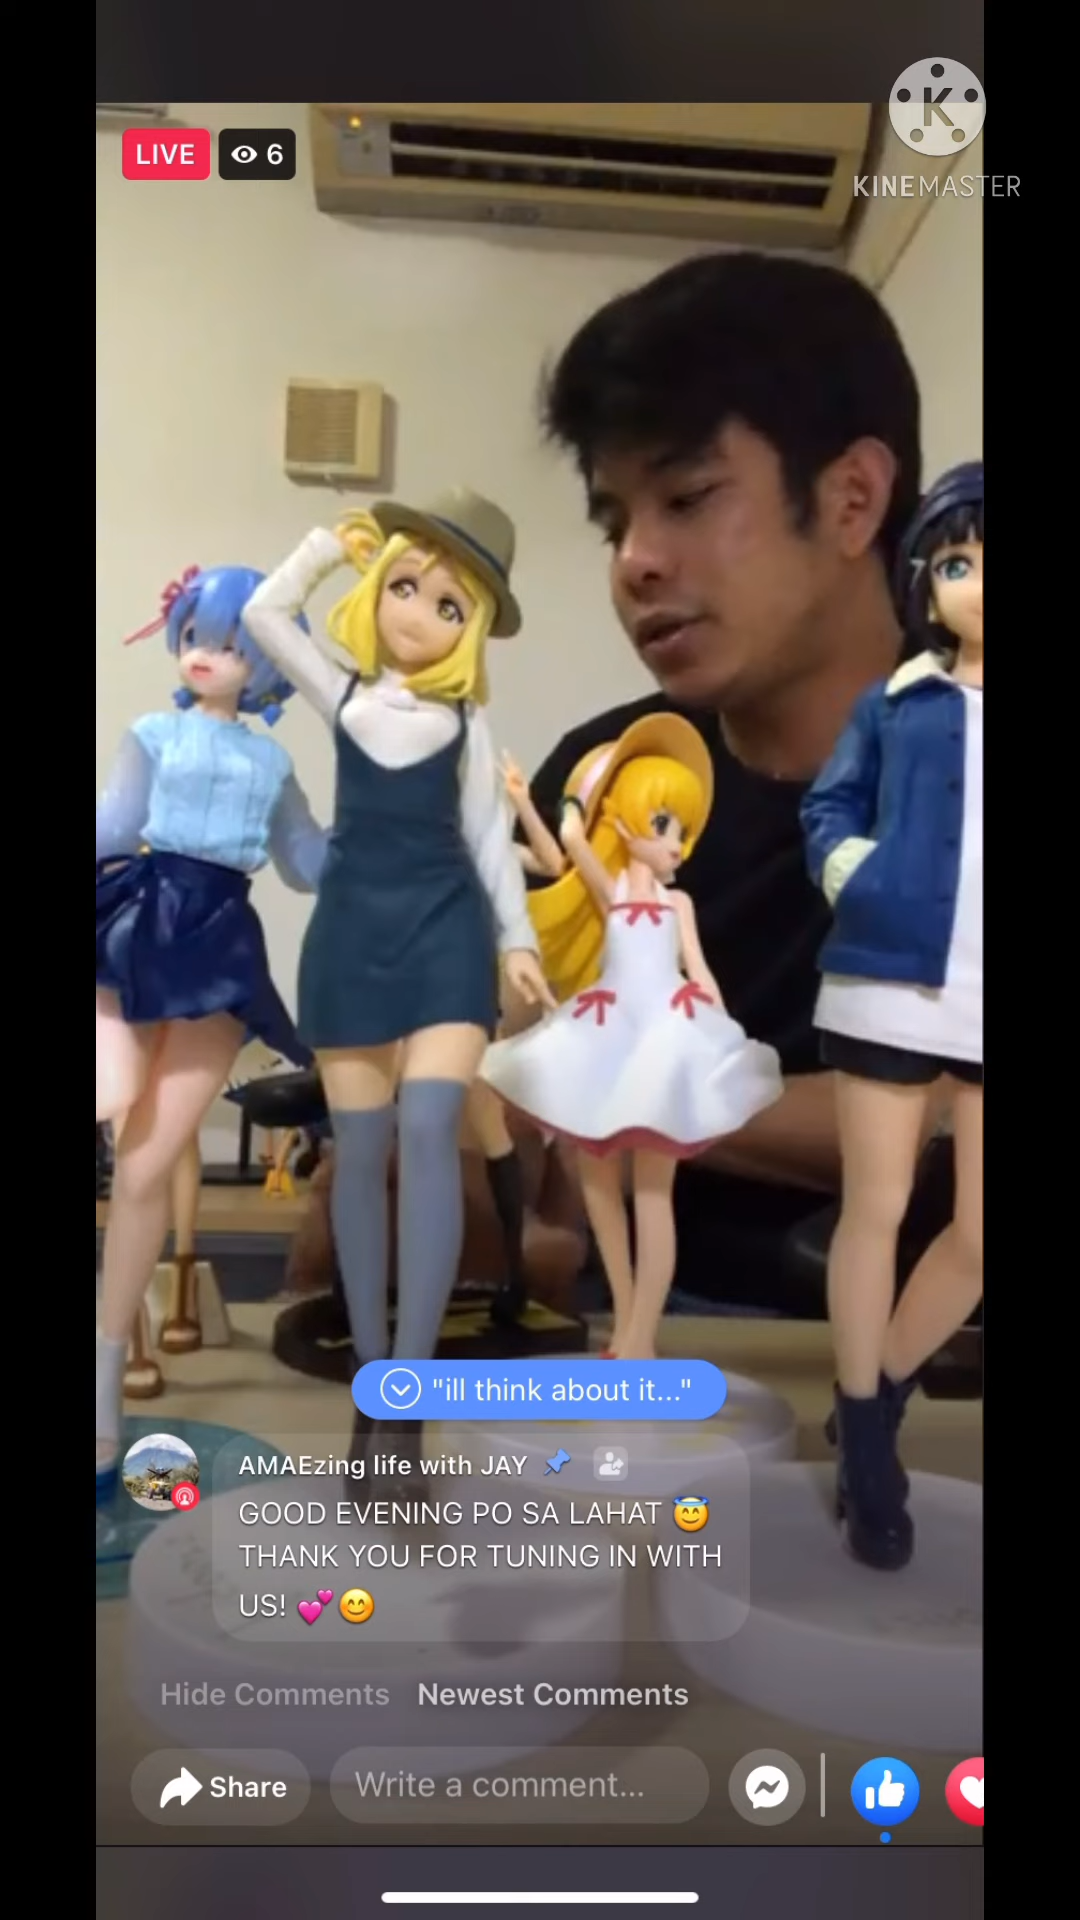 LIVE
6
K
KINEMASTER
"ill think about it..."
AMAEzing life with JAY
GOOD EVENING PO SA LAHAT 😇
THANK YOU FOR TUNING IN WITH
US! 💕😊
Hide Comments
Newest Comments
Share
Write a comment...